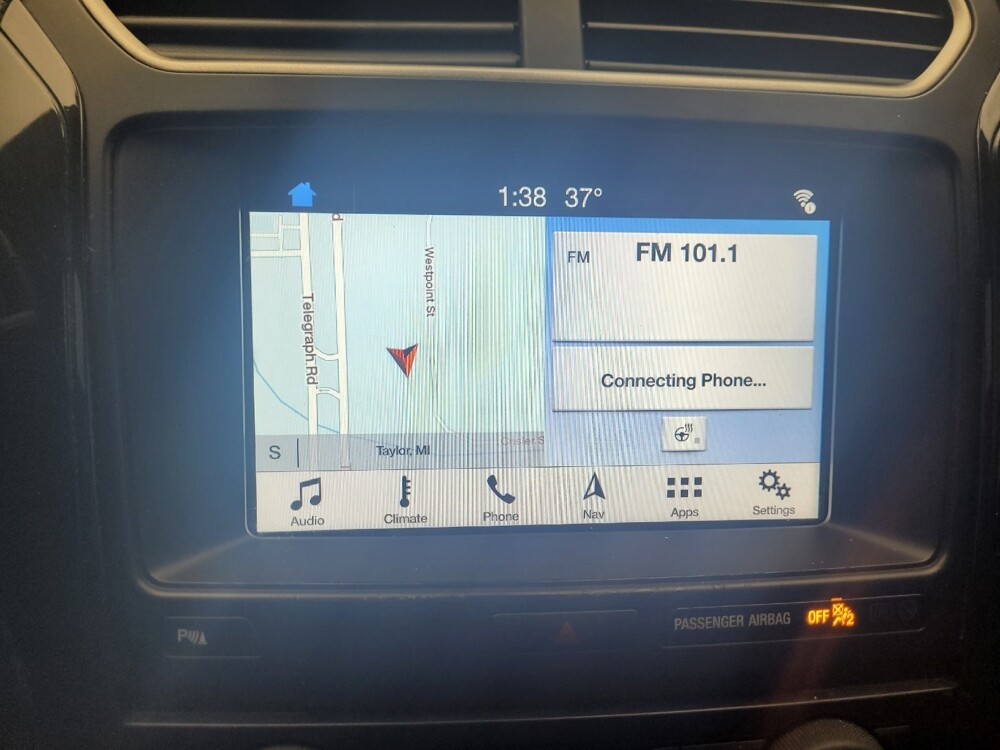 1:38 37°
Westpoint St
Telegraph Rd
d
S
Taylor, MI
FM
FM 101.1
Connecting Phone...
Audio
Climate
Phone
Nav
Apps
Settings
P
PASSENGER AIRBAG
OFF
2